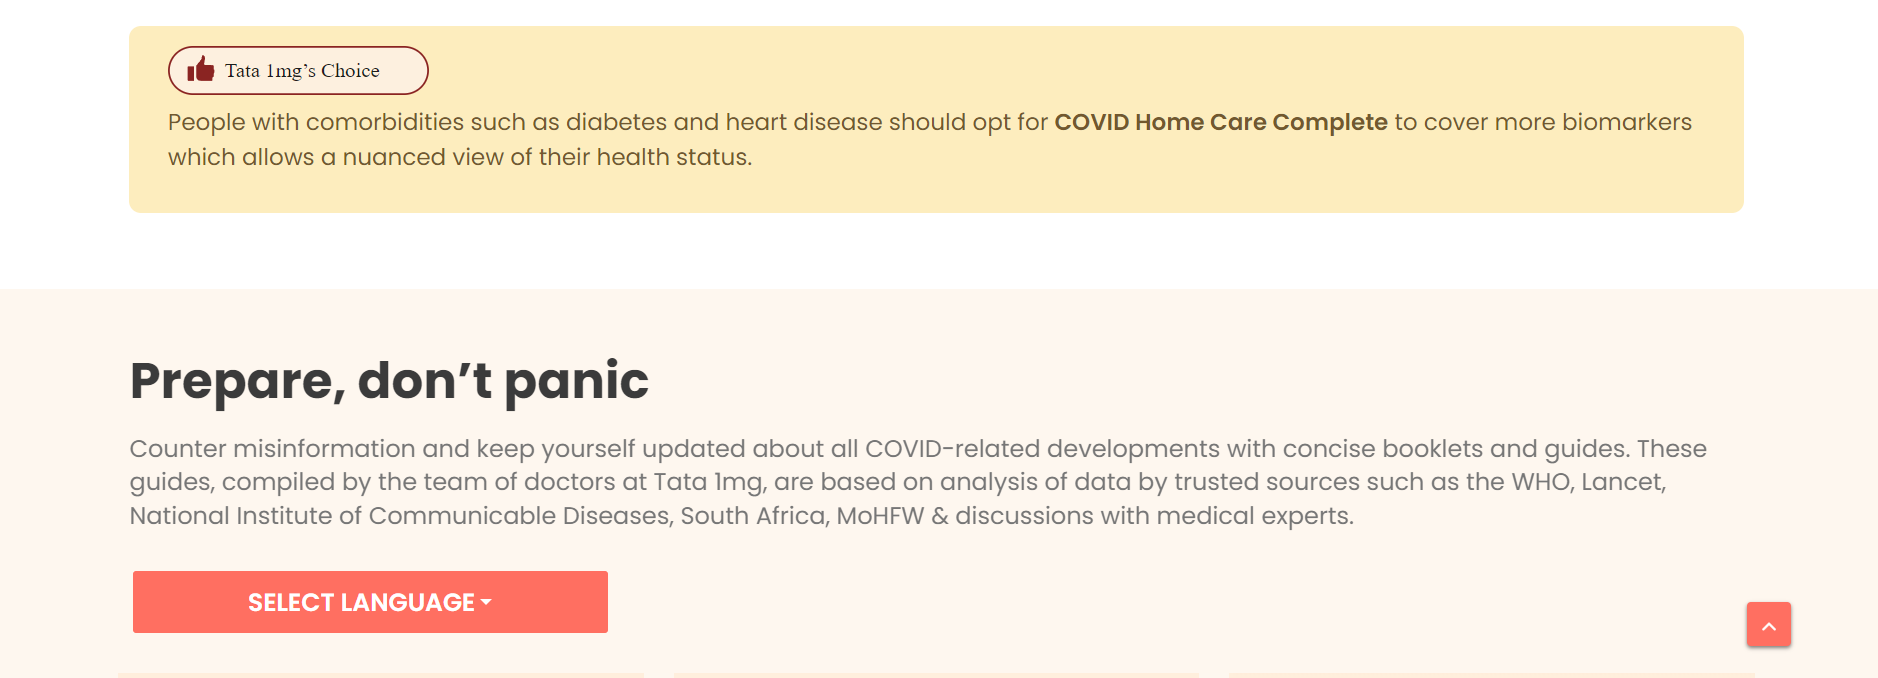 Tata 1mg’s Choice
People with comorbidities such as diabetes and heart disease should opt for COVID Home Care Complete to cover more biomarkers
which allows a nuanced view of their health status.
Prepare, don’t panic
Counter misinformation and keep yourself updated about all COVID-related developments with concise booklets and guides. These
guides, compiled by the team of doctors at Tata 1mg, are based on analysis of data by trusted sources such as the WHO, Lancet,
National Institute of Communicable Diseases, South Africa, MoHFW & discussions with medical experts.
SELECT LANGUAGE